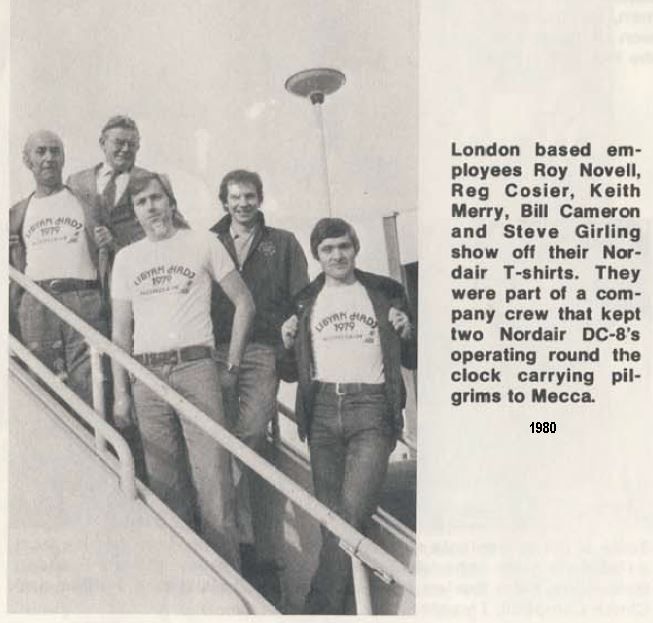 LIBYAN HADJ
1979
LIBYAN HADJ
1979
LIBYAN HADJ
1979
London based em-
ployees Roy Novell,
Reg Cosier, Keith
Merry, Bill Cameron
and Steve Girling
show off their Nor-
dair T-shirts. They
were part of a com-
pany crew that kept
two Nordair DC-8's
operating round the
clock carrying pil-
grims to Mecca.
1980